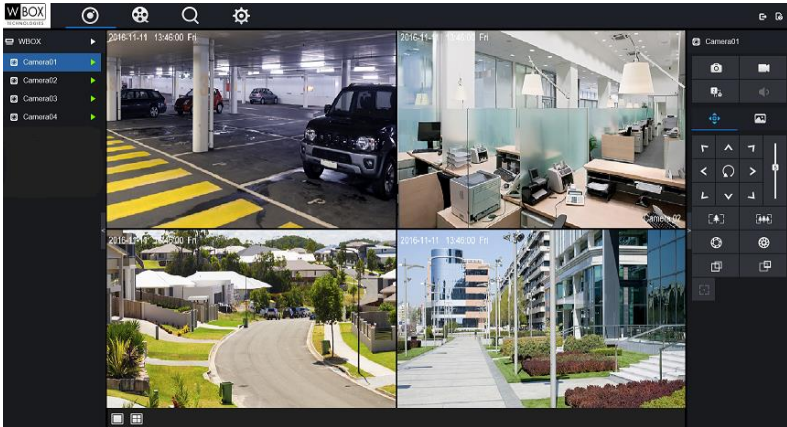 W BOX
TECHNOLOGIES
WBOX
Camera01
Camera02
Camera03
Camera04
2016-11-11 13:46:00 Fri
2016-11-11 13:46:00 Fri
Camera 02
2016-11-11 13:46:00 Fri
2016-11-11 13:46:00 Fri
Camera01